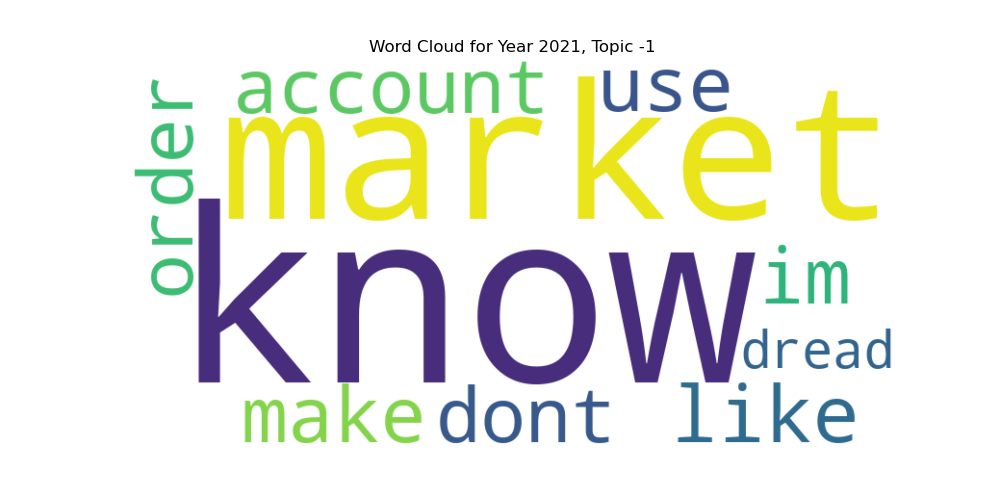 Word Cloud for Year 2021, Topic -1
account use
order
market
know
im
dread
make dont like